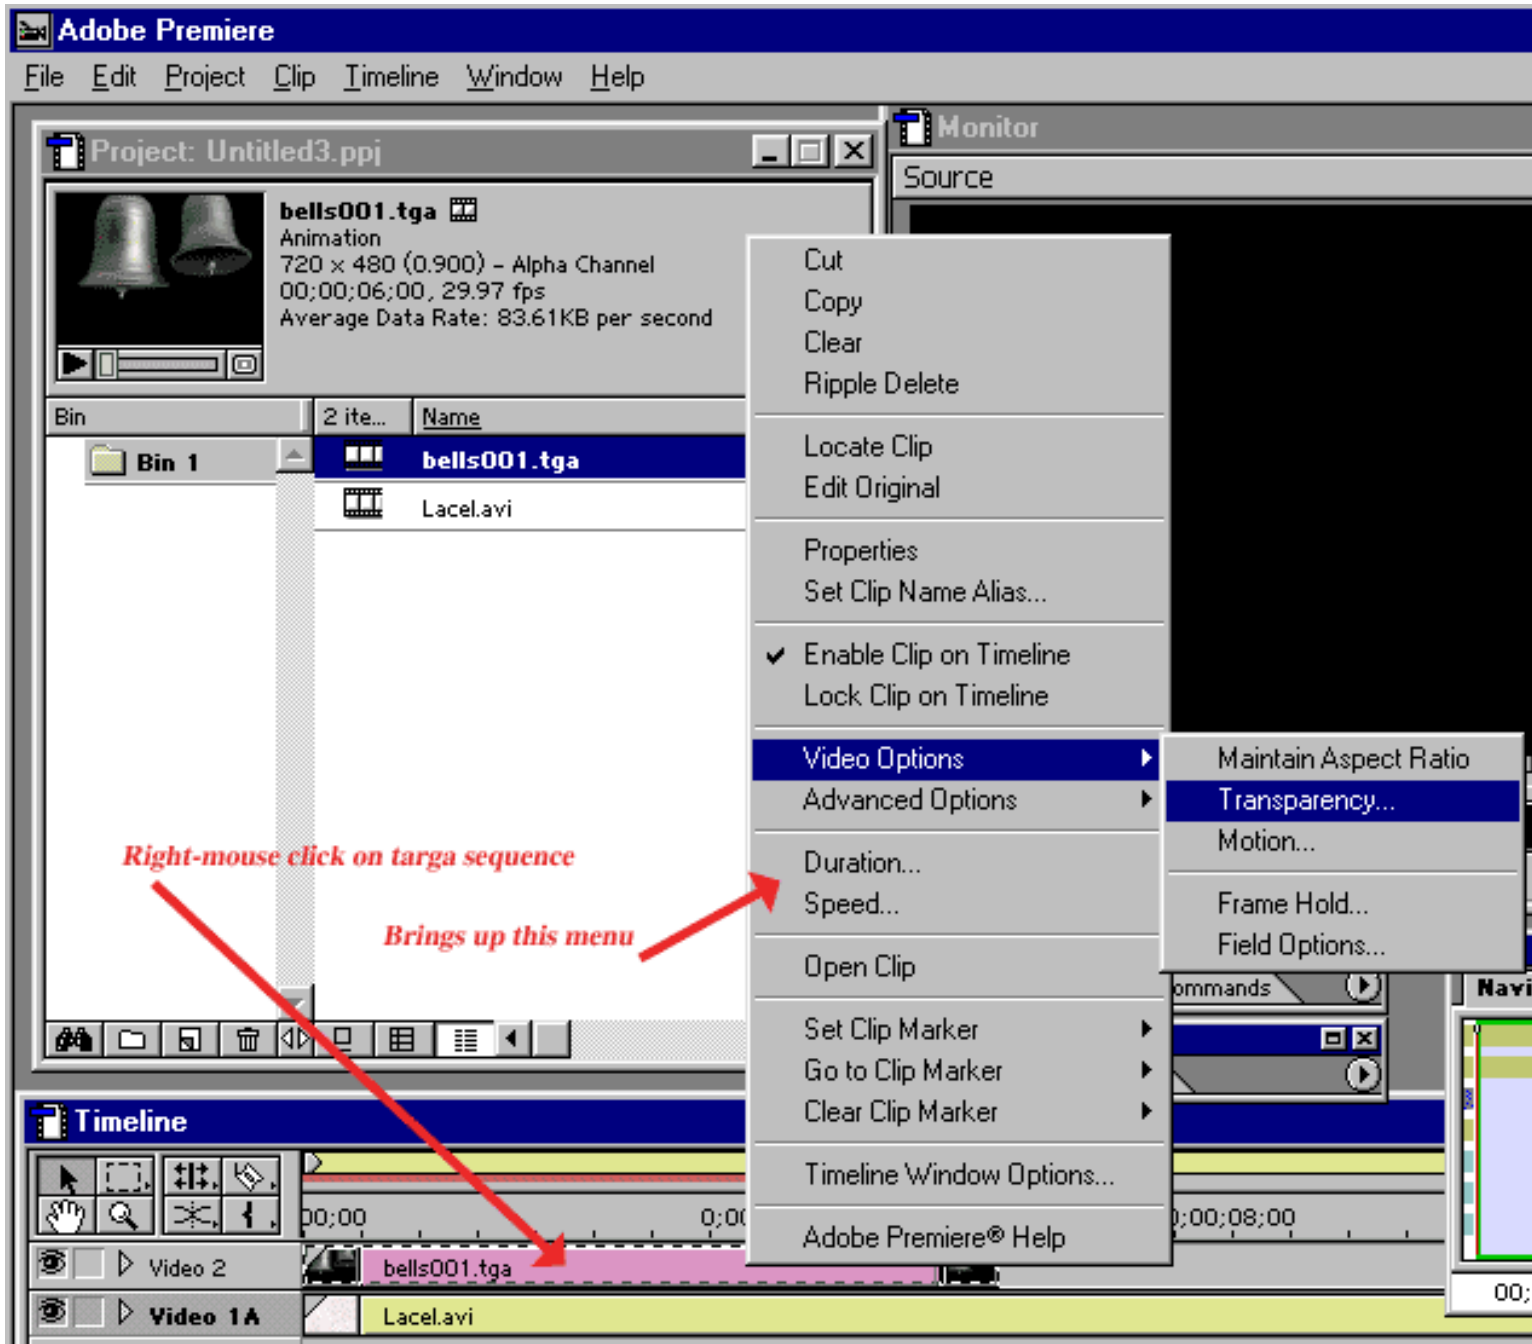 Adobe Premiere
File Edit Project Clip Timeline Window Help
Project: Untitled3.ppj
Monitor
Source
bells001.tga
Animation
720 x 480 (0.900) - Alpha Channel
00;00;06;00, 29.97 fps
Average Data Rate: 83.61KB per second
Bin
2 ite...
Name
Bin 1
bells001.tga
Lacel.avi
Cut
Copy
Clear
Ripple Delete
Locate Clip
Edit Original
Properties
Set Clip Name Alias...
Enable Clip on Timeline
Lock Clip on Timeline
Video Options
Advanced Options
Duration...
Speed...
Open Clip
Set Clip Marker
Go to Clip Marker
Clear Clip Marker
Timeline Window Options...
Adobe Premiere® Help
Maintain Aspect Ratio
Transparency...
Motion...
Frame Hold...
Field Options...
Right-mouse click on targa sequence
Brings up this menu
ommands
Navi
Timeline
00;00
0;00
0;00;08;00
Video 2
bells001.tga
00;
Video 1A
Lacel.avi